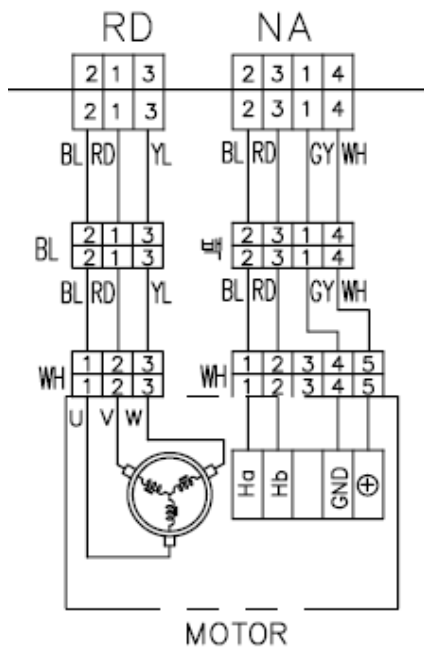 RD NA
2 1 3 2 3 1 4
2 1 3 2 3 1 4
BL RD YL BL RD GY WH
2 1 3 2 3 1 4
BL
2 1 3 2 3 1 4
BL RD YL BL RD GY WH
1 2 3 1 2 3 4 5
WH WH
1 2 3 1 2 3 4 5
U V W
Ha Hb GND
MOTOR